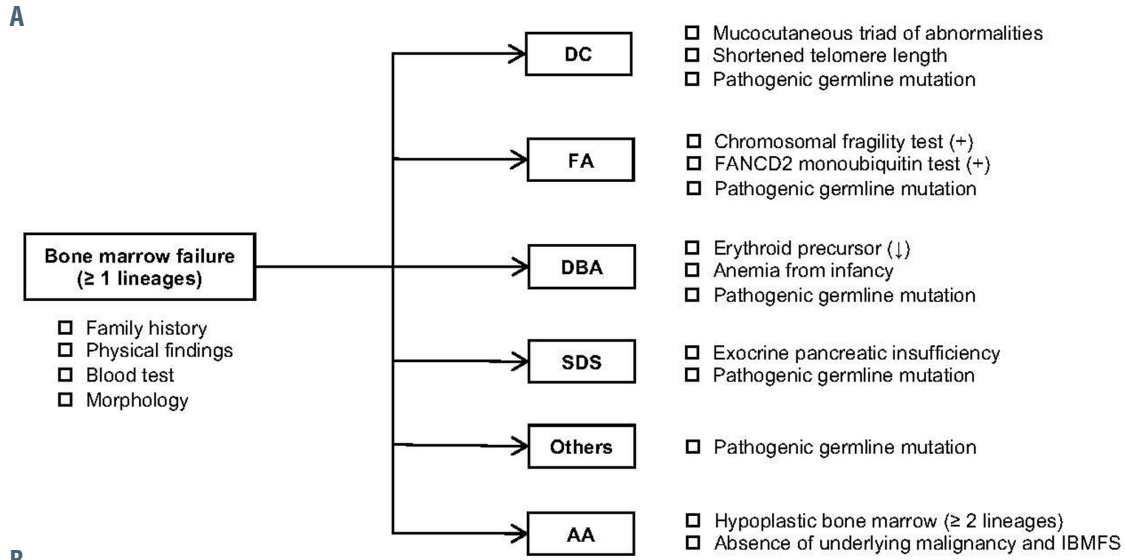 A
DC
☐ Mucocutaneous triad of abnormalities
☐ Shortened telomere length
☐ Pathogenic germline mutation
FA
☐ Chromosomal fragility test (+)
☐ FANCD2 monoubiquitin test (+)
☐ Pathogenic germline mutation
Bone marrow failure
(≥ 1 lineages)
☐ Family history
☐ Physical findings
☐ Blood test
☐ Morphology
DBA
☐ Erythroid precursor (↓)
☐ Anemia from infancy
☐ Pathogenic germline mutation
SDS
☐ Exocrine pancreatic insufficiency
☐ Pathogenic germline mutation
Others
☐ Pathogenic germline mutation
AA
☐ Hypoplastic bone marrow (≥ 2 lineages)
☐ Absence of underlying malignancy and IBMFS